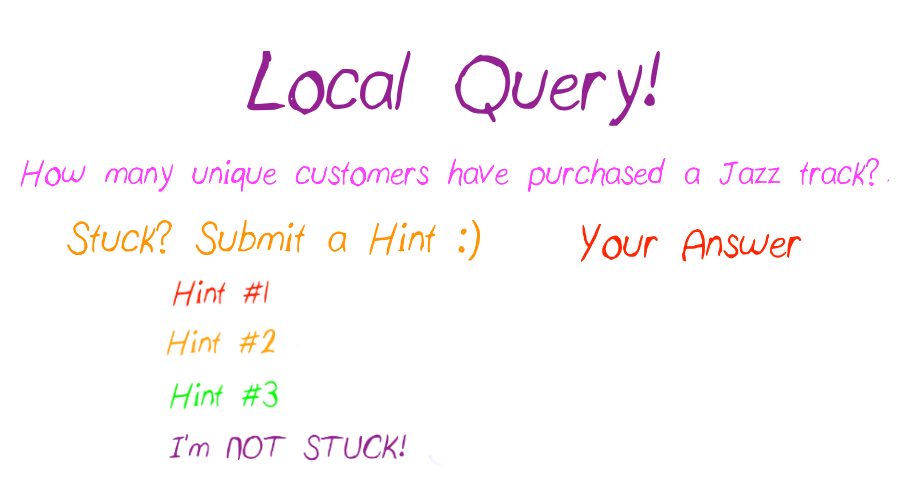 Local Query!
How many unique customers have purchased a Jazz track?.
Stuck? Submit a Hint :)
Your Answer
Hint #1
Hint #2
Hint #3
I'm NOT STUCK!